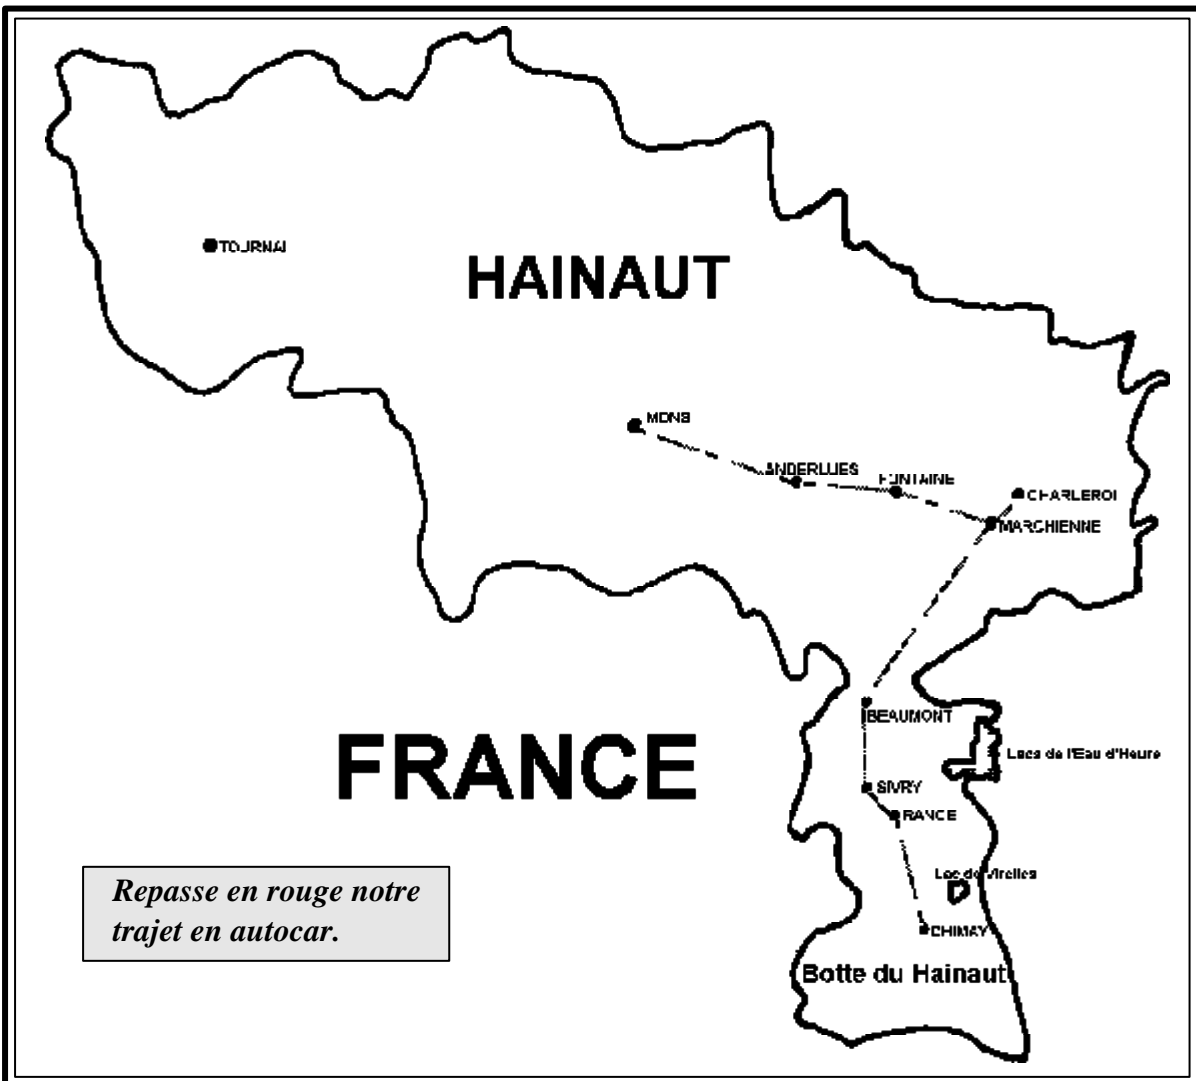 TOURNAI
HAINAUT
MONS
ANDERLUES
FONTAINE
CHARLEROI
MARCHIENNE
BEAUMONT
FRANCE
Lacs de l'Eau d'Heure
SIVRY
RANCE
Lac de Virelles
Repasse en rouge notre
trajet en autocar.
CHIMAY
Botte du Hainaut